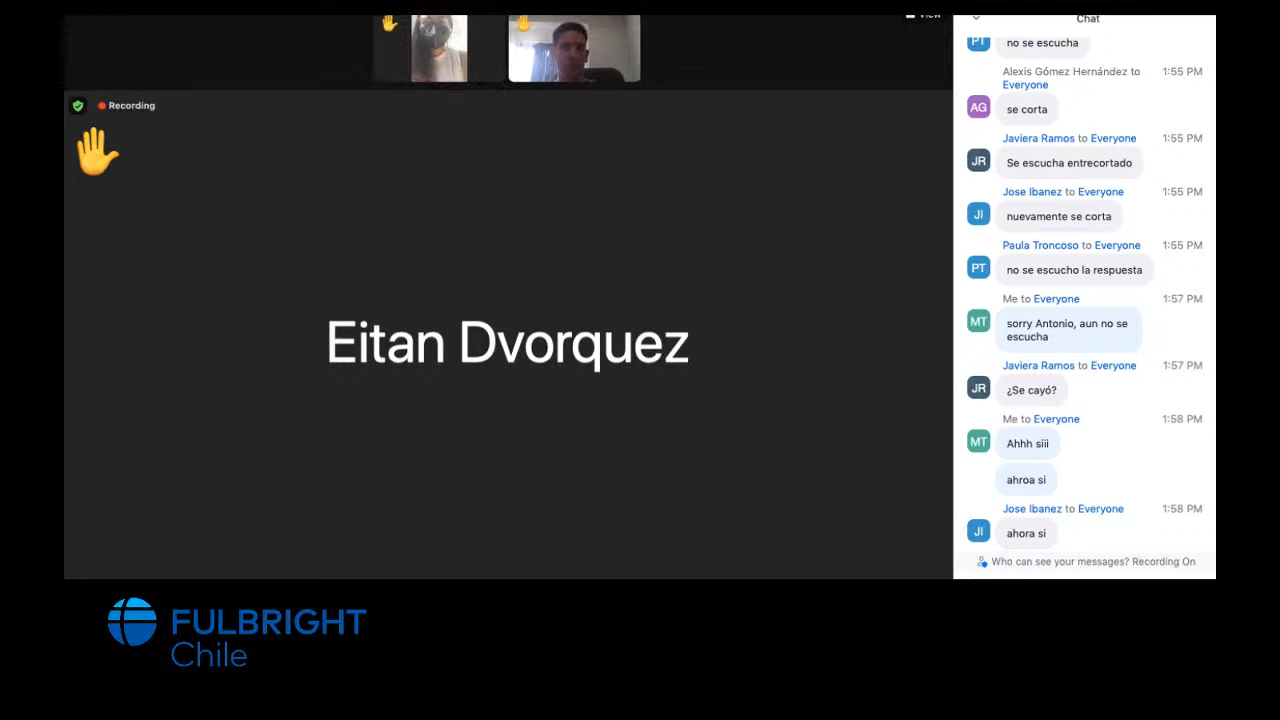 View
Recording
Eitan Dvorquez
Chat
PT
no se escucha
Alexis Gómez Hernández to
Everyone
1:55 PM
AG
se corta
Javiera Ramos to Everyone
1:55 PM
JR
Se escucha entrecortado
Jose Ibanez to Everyone
1:55 PM
JI
nuevamente se corta
Paula Troncoso to Everyone
1:55 PM
PT
no se escucho la respuesta
Me to Everyone
1:57 PM
MT
sorry Antonio, aun no se
escucha
Javiera Ramos to Everyone
1:57 PM
JR
¿Se cayó?
Me to Everyone
1:58 PM
MT
Ahhh siii
ahroa si
Jose Ibanez to Everyone
1:58 PM
JI
ahora si
Who can see your messages? Recording On
FULBRIGHT
Chile